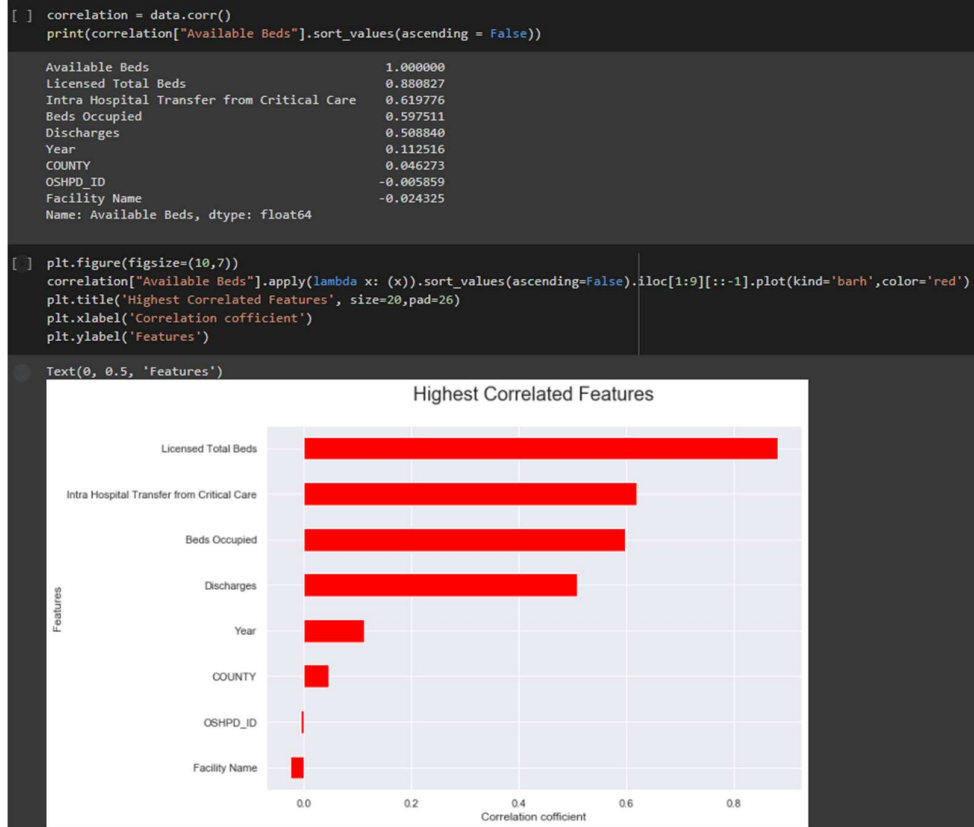 [ ] correlation = data.corr()
print(correlation["Available Beds"].sort_values(ascending = False))
Available Beds 1.000000
Licensed Total Beds 0.880827
Intra Hospital Transfer from Critical Care 0.619776
Beds Occupied 0.597511
Discharges 0.508840
Year 0.112516
COUNTY 0.046273
OSHPD_ID -0.005859
Facility Name -0.024325
Name: Available Beds, dtype: float64
[ ] plt.figure(figsize=(10,7))
correlation["Available Beds"].apply(lambda x: (x)).sort_values(ascending=False).iloc[1:9][::-1].plot(kind='barh',color='red')
plt.title('Highest Correlated Features', size=20,pad=26)
plt.xlabel('Correlation cofficient')
plt.ylabel('Features')
Text(0, 0.5, 'Features')
Highest Correlated Features
Licensed Total Beds
Intra Hospital Transfer from Critical Care
Beds Occupied
Discharges
Features
Year
COUNTY
OSHPD_ID
Facility Name
0.0 0.2 0.4 0.6 0.8
Correlation cofficient